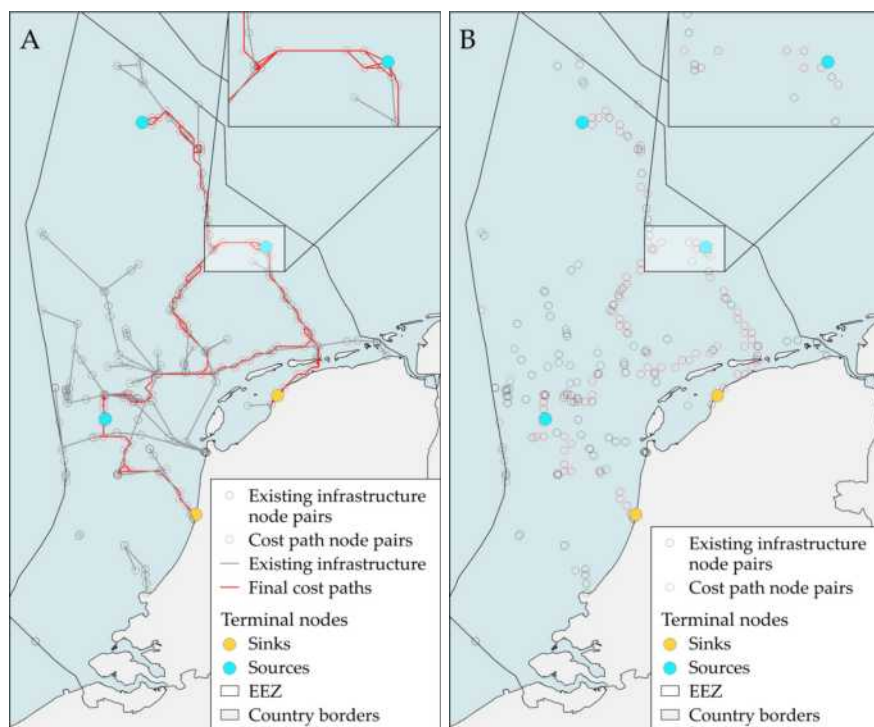 A
Existing infrastructure
node pairs
Cost path node pairs
Existing infrastructure
Final cost paths
Terminal nodes
Sinks
Sources
EEZ
Country borders
B
Existing infrastructure
node pairs
Cost path node pairs
Terminal nodes
Sinks
Sources
EEZ
Country borders